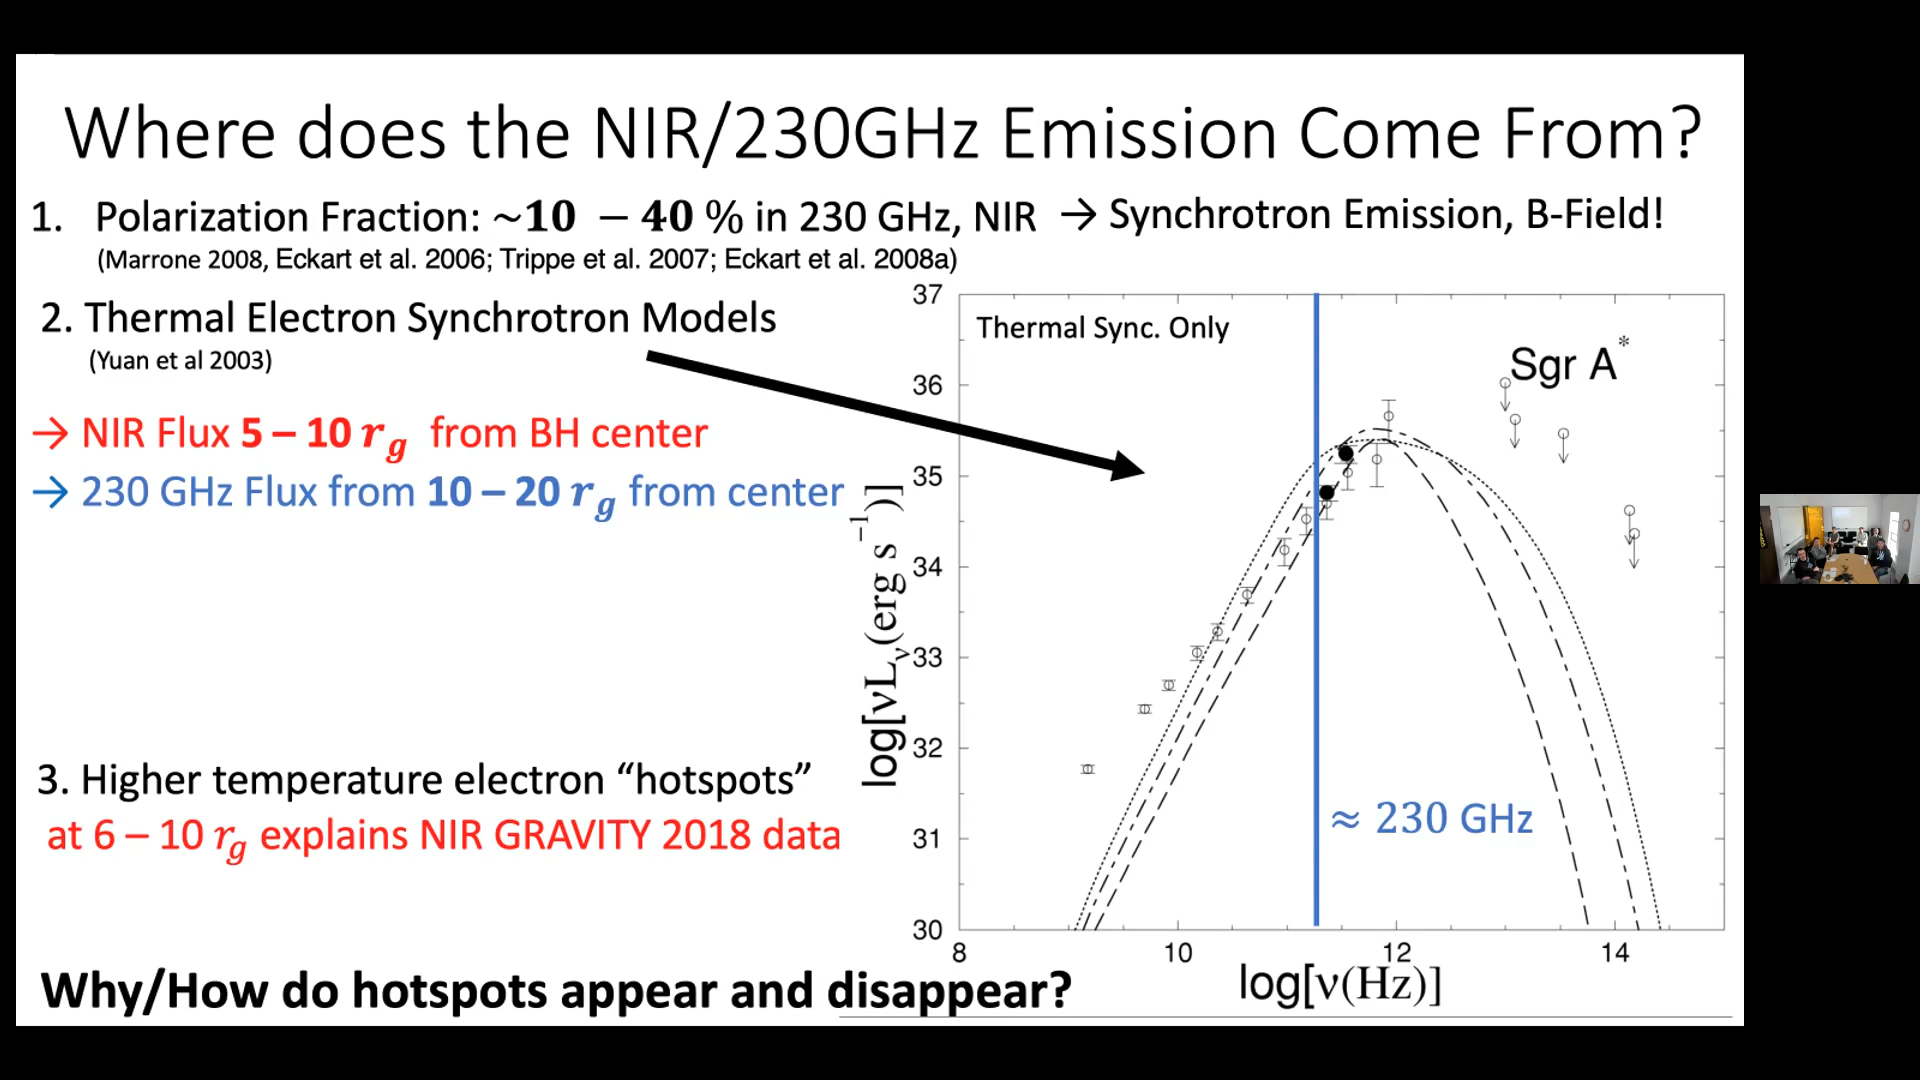 Where does the NIR/230GHz Emission Come From?
1. Polarization Fraction: ~10 – 40 % in 230 GHz, NIR → Synchrotron Emission, B-Field!
(Marrone 2008, Eckart et al. 2006; Trippe et al. 2007; Eckart et al. 2008a)
2. Thermal Electron Synchrotron Models
(Yuan et al 2003)
→ NIR Flux 5 – 10 r_g from BH center
→ 230 GHz Flux from 10 – 20 r_g from center
3. Higher temperature electron “hotspots”
at 6 – 10 r_g explains NIR GRAVITY 2018 data
Why/How do hotspots appear and disappear?
Thermal Sync. Only
Sgr A*
≈ 230 GHz
log[νL_ν(erg s^−1)]
37
36
35
34
33
32
31
30
8 10 12 14
log[ν(Hz)]